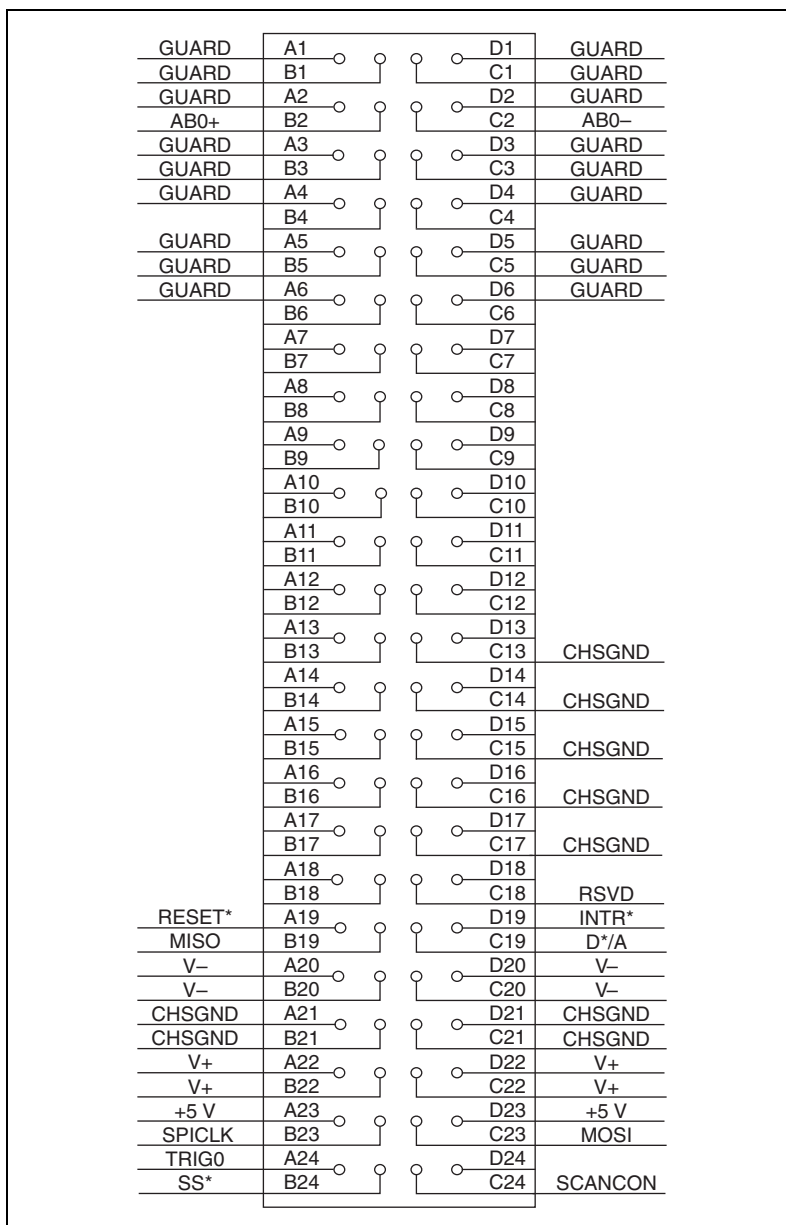 GUARD A1 D1 GUARD
GUARD B1 C1 GUARD
GUARD A2 D2 GUARD
AB0+ B2 C2 AB0–
GUARD A3 D3 GUARD
GUARD B3 C3 GUARD
GUARD A4 D4 GUARD
B4 C4
GUARD A5 D5 GUARD
GUARD B5 C5 GUARD
GUARD A6 D6 GUARD
B6 C6
A7 D7
B7 C7
A8 D8
B8 C8
A9 D9
B9 C9
A10 D10
B10 C10
A11 D11
B11 C11
A12 D12
B12 C12
A13 D13
B13 C13 CHSGND
A14 D14
B14 C14 CHSGND
A15 D15
B15 C15 CHSGND
A16 D16
B16 C16 CHSGND
A17 D17
B17 C17 CHSGND
A18 D18
B18 C18 RSVD
RESET* A19 D19 INTR*
MISO B19 C19 D*/A
V– A20 D20 V–
V– B20 C20 V–
CHSGND A21 D21 CHSGND
CHSGND B21 C21 CHSGND
V+ A22 D22 V+
V+ B22 C22 V+
+5 V A23 D23 +5 V
SPICLK B23 C23 MOSI
TRIG0 A24 D24
SS* B24 C24 SCANCON